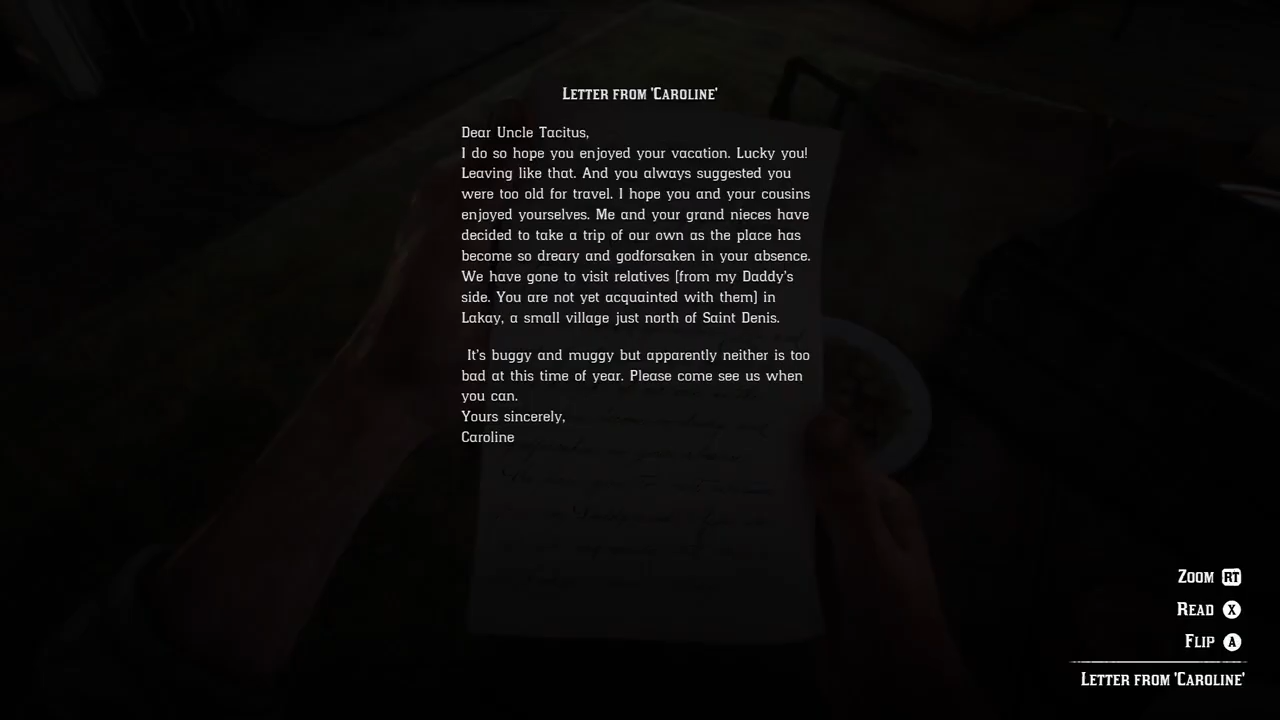 Letter from 'Caroline'
Dear Uncle Tacitus,
I do so hope you enjoyed your vacation. Lucky you!
Leaving like that. And you always suggested you
were too old for travel. I hope you and your cousins
enjoyed yourselves. Me and your grand nieces have
decided to take a trip of our own as the place has
become so dreary and godforsaken in your absence.
We have gone to visit relatives [from my Daddy's
side. You are not yet acquainted with them] in
Lakay, a small village just north of Saint Denis.
It's buggy and muggy but apparently neither is too
bad at this time of year. Please come see us when
you can.
Yours sincerely,
Caroline
Zoom RT
Read X
Flip A
Letter from 'Caroline'